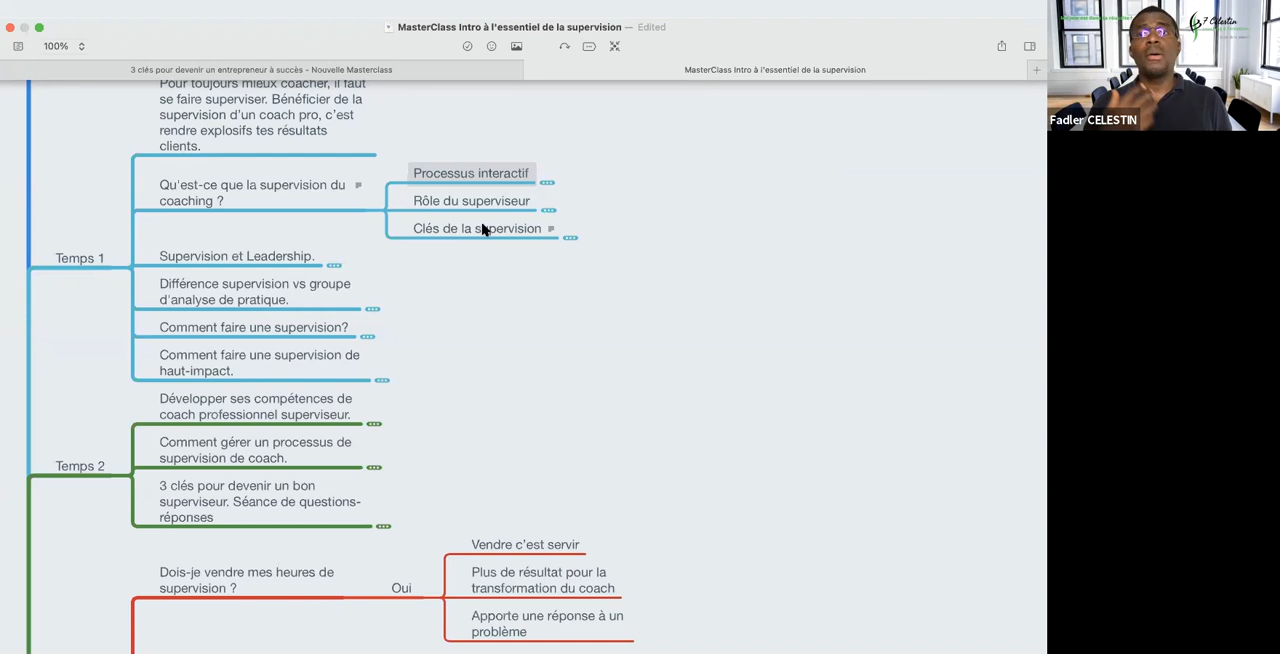 MasterClass Intro à l'essentiel de la supervision — Edited
100%
3 clés pour devenir un entrepreneur à succès - Nouvelle Masterclass
MasterClass Intro à l'essentiel de la supervision
7 Celestin
Fadler CELESTIN
Pour toujours mieux coacher, il faut
se faire superviser. Bénéficier de la
supervision d'un coach pro, c'est
rendre explosifs tes résultats
clients.
Qu'est-ce que la supervision du
coaching ?
Processus interactif
Rôle du superviseur
Clés de la supervision
Temps 1
Supervision et Leadership.
Différence supervision vs groupe
d'analyse de pratique.
Comment faire une supervision?
Comment faire une supervision de
haut-impact.
Temps 2
Développer ses compétences de
coach professionnel superviseur.
Comment gérer un processus de
supervision de coach.
3 clés pour devenir un bon
superviseur. Séance de questions-
réponses
Dois-je vendre mes heures de
supervision ?
Oui
Vendre c'est servir
Plus de résultat pour la
transformation du coach
Apporte une réponse à un
problème